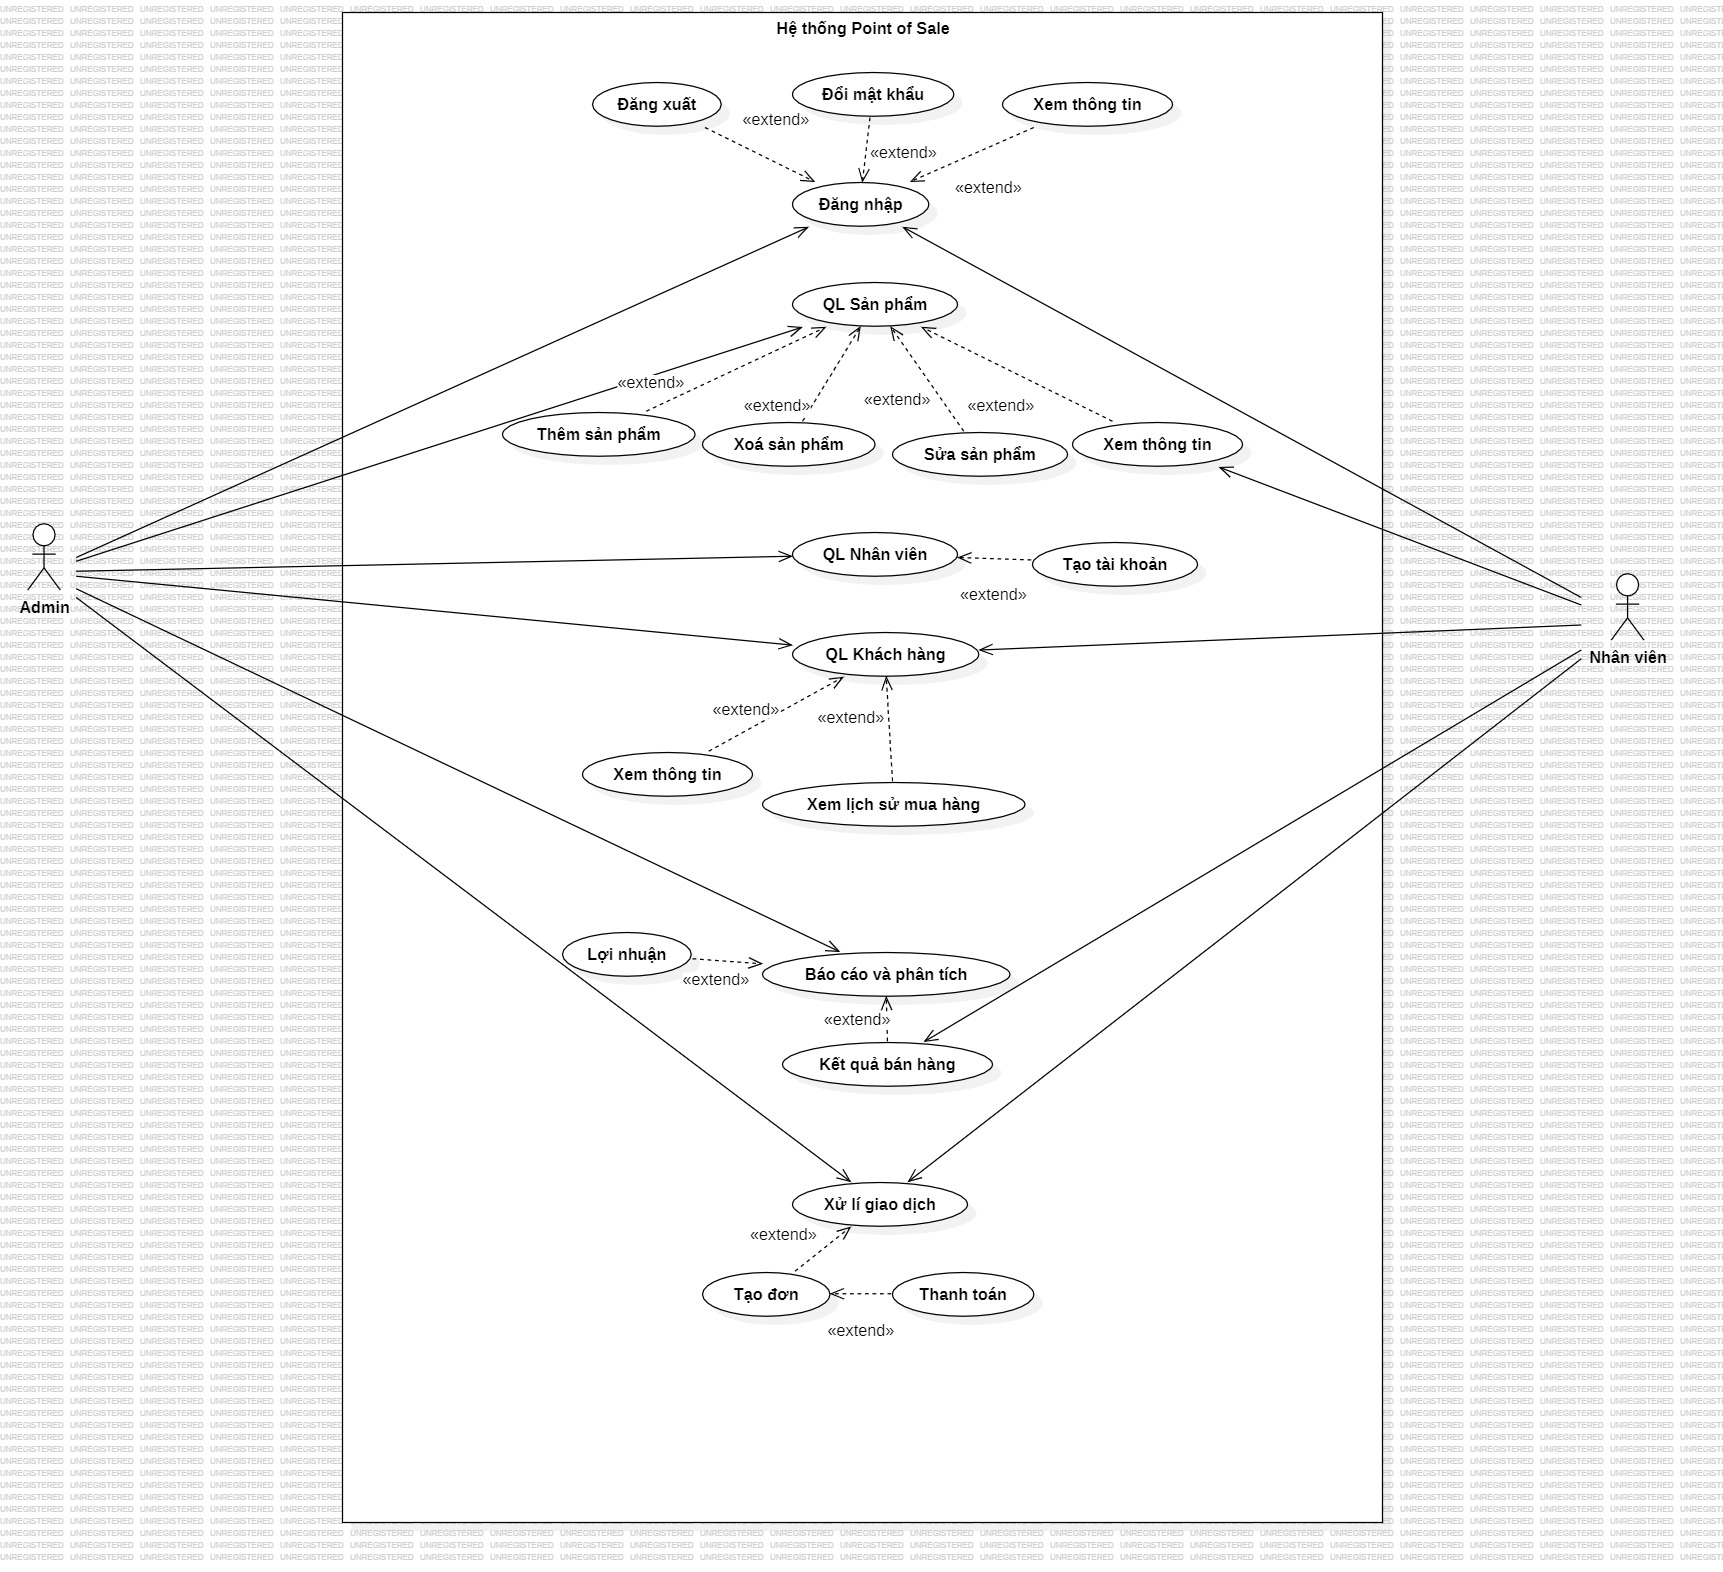 Hệ thống Point of Sale
Đăng xuất
Đổi mật khẩu
Xem thông tin
«extend»
«extend»
«extend»
Đăng nhập
QL Sản phẩm
«extend»
«extend»
«extend»
«extend»
Thêm sản phẩm
Xoá sản phẩm
Sửa sản phẩm
Xem thông tin
QL Nhân viên
Tạo tài khoản
«extend»
Admin
QL Khách hàng
Nhân viên
«extend»
«extend»
Xem thông tin
Xem lịch sử mua hàng
Lợi nhuận
«extend»
Báo cáo và phân tích
«extend»
Kết quả bán hàng
Xử lí giao dịch
«extend»
Tạo đơn
Thanh toán
«extend»
UNREGISTERED